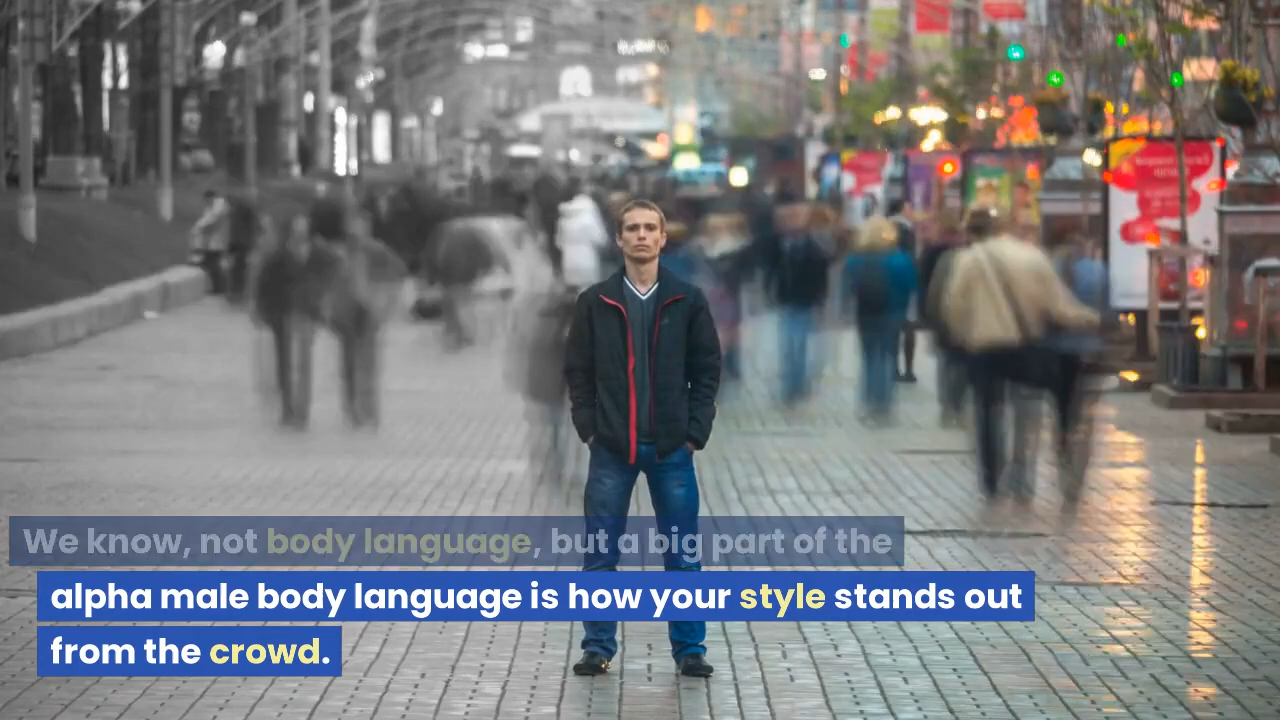 We know, not body language, but a big part of the
alpha male body language is how your style stands out
from the crowd.